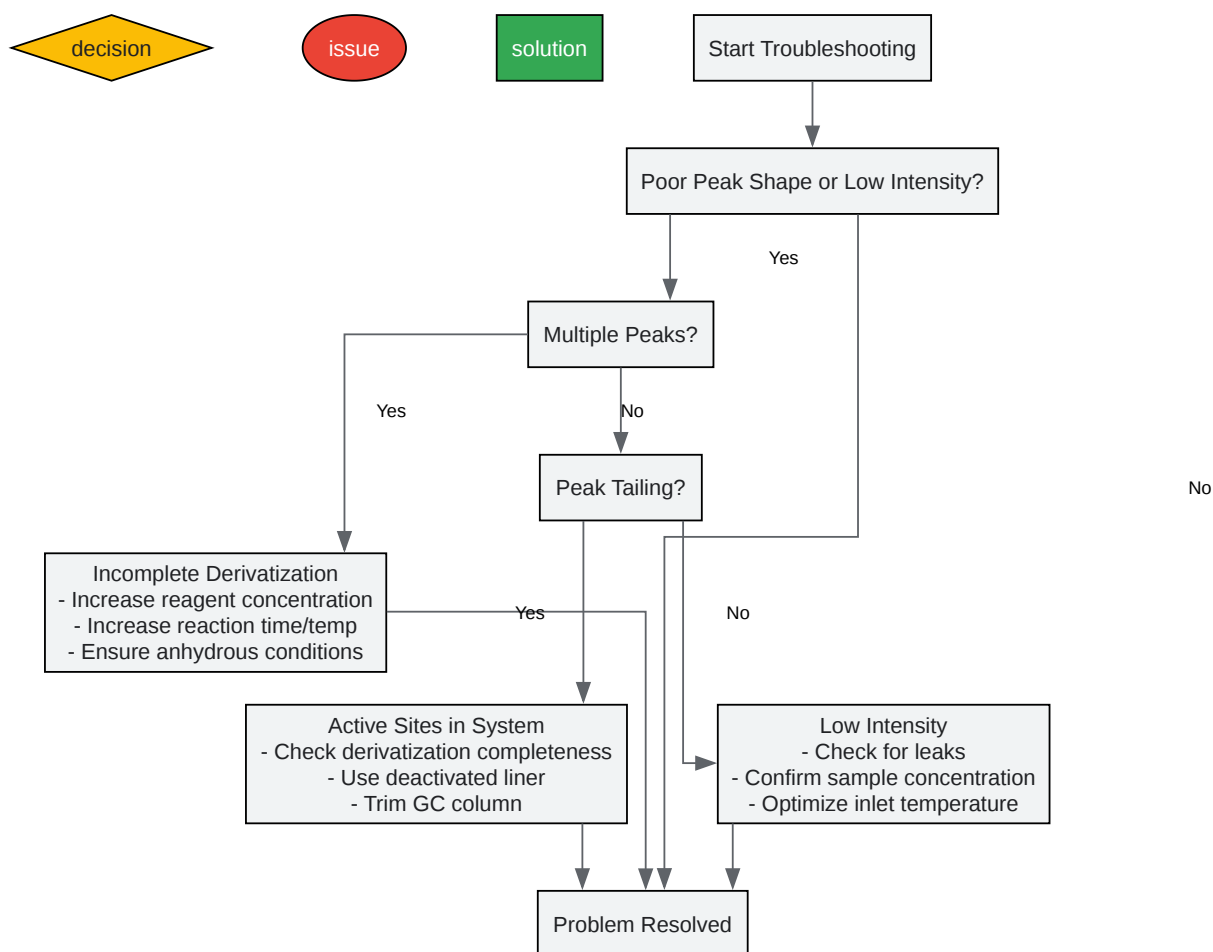 decision
issue
solution
Start Troubleshooting
Poor Peak Shape or Low Intensity?
Yes
Multiple Peaks?
Yes
No
Peak Tailing?
No
Incomplete Derivatization
- Increase reagent concentration
- Increase reaction time/temp
- Ensure anhydrous conditions
Yes
No
Active Sites in System
- Check derivatization completeness
- Use deactivated liner
- Trim GC column
Low Intensity
- Check for leaks
- Confirm sample concentration
- Optimize inlet temperature
Problem Resolved